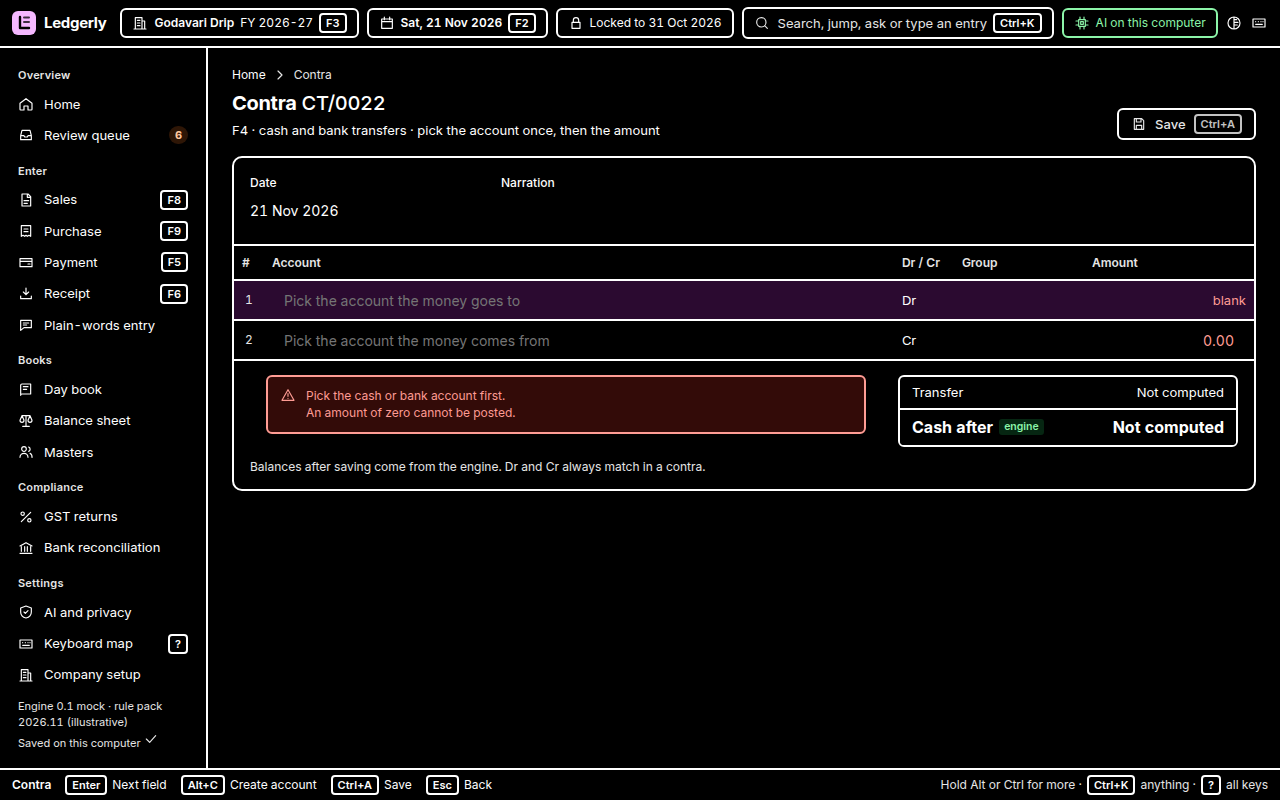 Ledgerly
Godavari Drip FY 2026-27 F3
Sat, 21 Nov 2026 F2
Locked to 31 Oct 2026
Search, jump, ask or type an entry Ctrl+K
AI on this computer
Overview
Home
Review queue 6
Enter
Sales F8
Purchase F9
Payment F5
Receipt F6
Plain-words entry
Books
Day book
Balance sheet
Masters
Compliance
GST returns
Bank reconciliation
Settings
AI and privacy
Keyboard map ?
Company setup
Engine 0.1 mock · rule pack
2026.11 (illustrative)
Saved on this computer
Home Contra
Contra CT/0022
F4 · cash and bank transfers · pick the account once, then the amount
Save Ctrl+A
Date Narration
21 Nov 2026
# Account Dr / Cr Group Amount
1 Pick the account the money goes to Dr blank
2 Pick the account the money comes from Cr 0.00
Pick the cash or bank account first.
An amount of zero cannot be posted.
Transfer Not computed
Cash after engine Not computed
Balances after saving come from the engine. Dr and Cr always match in a contra.
Contra Enter Next field Alt+C Create account Ctrl+A Save Esc Back
Hold Alt or Ctrl for more · Ctrl+K anything · ? all keys